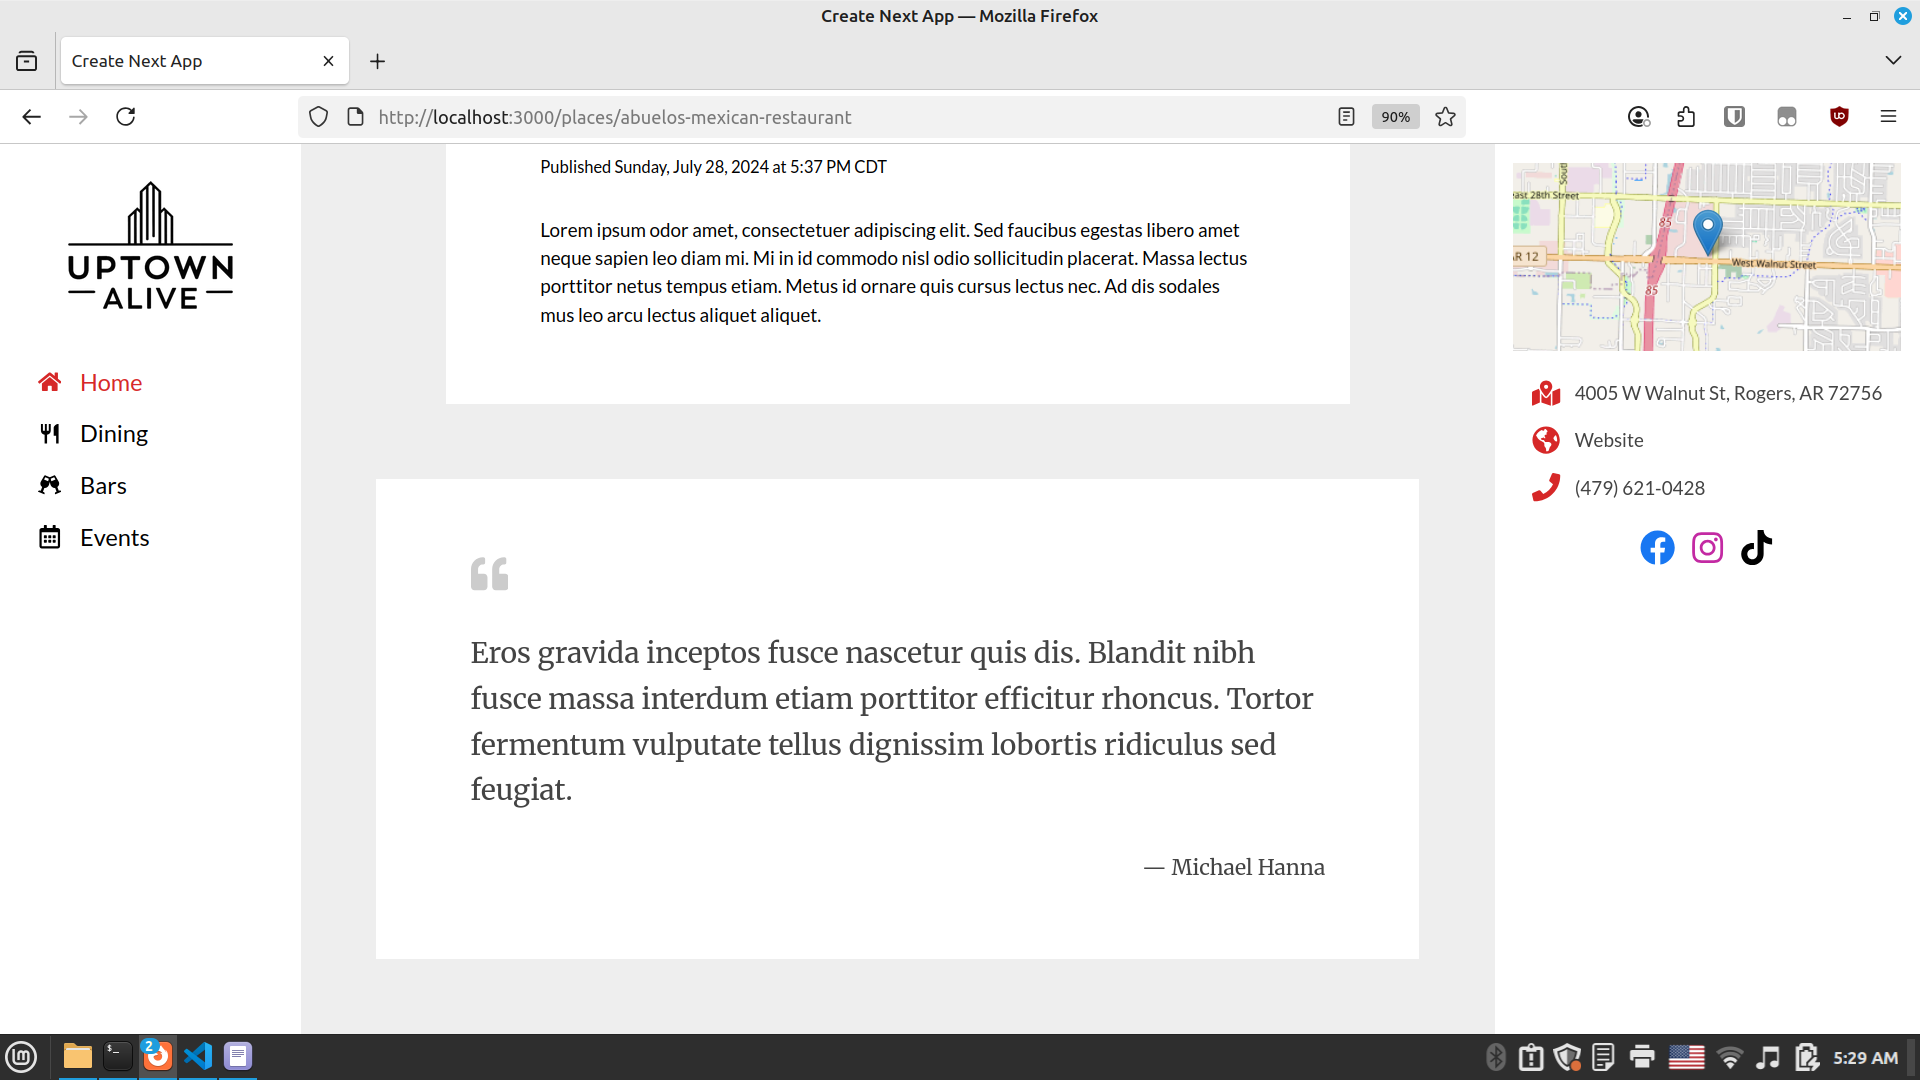 Create Next App — Mozilla Firefox
Create Next App
http://localhost:3000/places/abuelos-mexican-restaurant
90%
UPTOWN
ALIVE
Home
Dining
Bars
Events
Published Sunday, July 28, 2024 at 5:37 PM CDT
Lorem ipsum odor amet, consectetuer adipiscing elit. Sed faucibus egestas libero amet
neque sapien leo diam mi. Mi in id commodo nisl odio sollicitudin placerat. Massa lectus
porttitor netus tempus etiam. Metus id ornare quis cursus lectus nec. Ad dis sodales
mus leo arcu lectus aliquet aliquet.
Eros gravida inceptos fusce nascetur quis dis. Blandit nibh
fusce massa interdum etiam porttitor efficitur rhoncus. Tortor
fermentum vulputate tellus dignissim lobortis ridiculus sed
feugiat.
— Michael Hanna
South
East 28th Street
85
AR 12
West Walnut Street
85
4005 W Walnut St, Rogers, AR 72756
Website
(479) 621-0428
2
5:29 AM